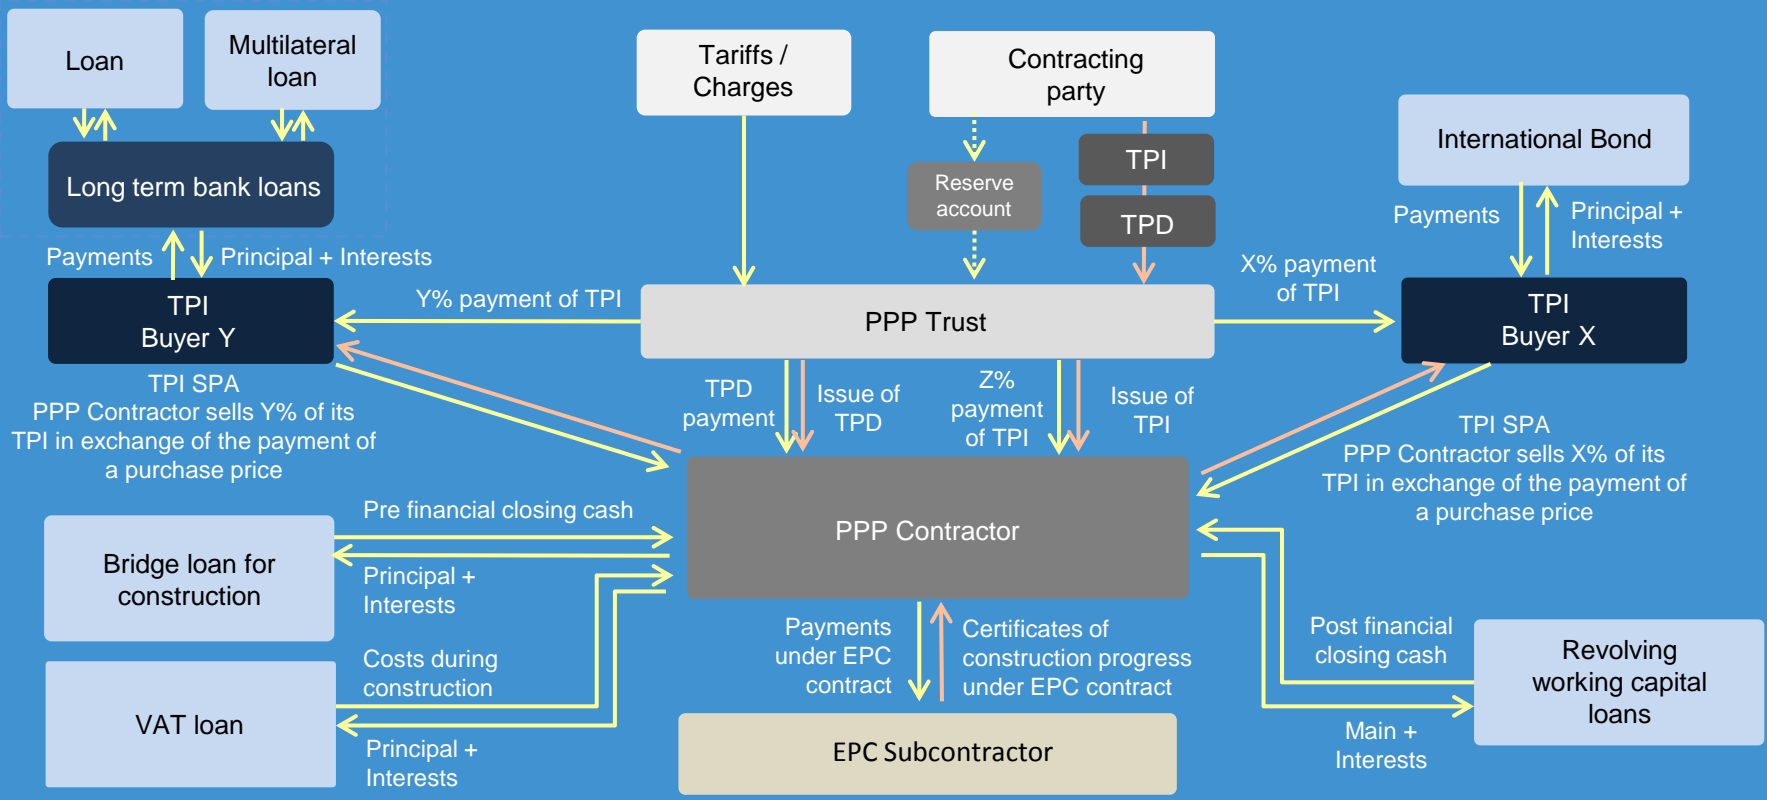 Loan
Multilateral
loan
Tariffs /
Charges
Contracting
party
International Bond
TPI
Long term bank loans
Reserve
account
TPD
Payments
Principal +
Interests
Payments
Principal + Interests
X% payment
of TPI
TPI
Buyer Y
Y% payment of TPI
PPP Trust
TPI
Buyer X
TPI SPA
PPP Contractor sells Y% of its
TPI in exchange of the payment of
a purchase price
TPD
payment
Issue of
TPD
Z%
payment
of TPI
Issue of
TPI
TPI SPA
PPP Contractor sells X% of its
TPI in exchange of the payment of
a purchase price
Pre financial closing cash
PPP Contractor
Bridge loan for
construction
Principal +
Interests
Payments
under EPC
contract
Certificates of
construction progress
under EPC contract
Post financial
closing cash
Revolving
working capital
loans
Costs during
construction
VAT loan
Principal +
Interests
EPC Subcontractor
Main +
Interests